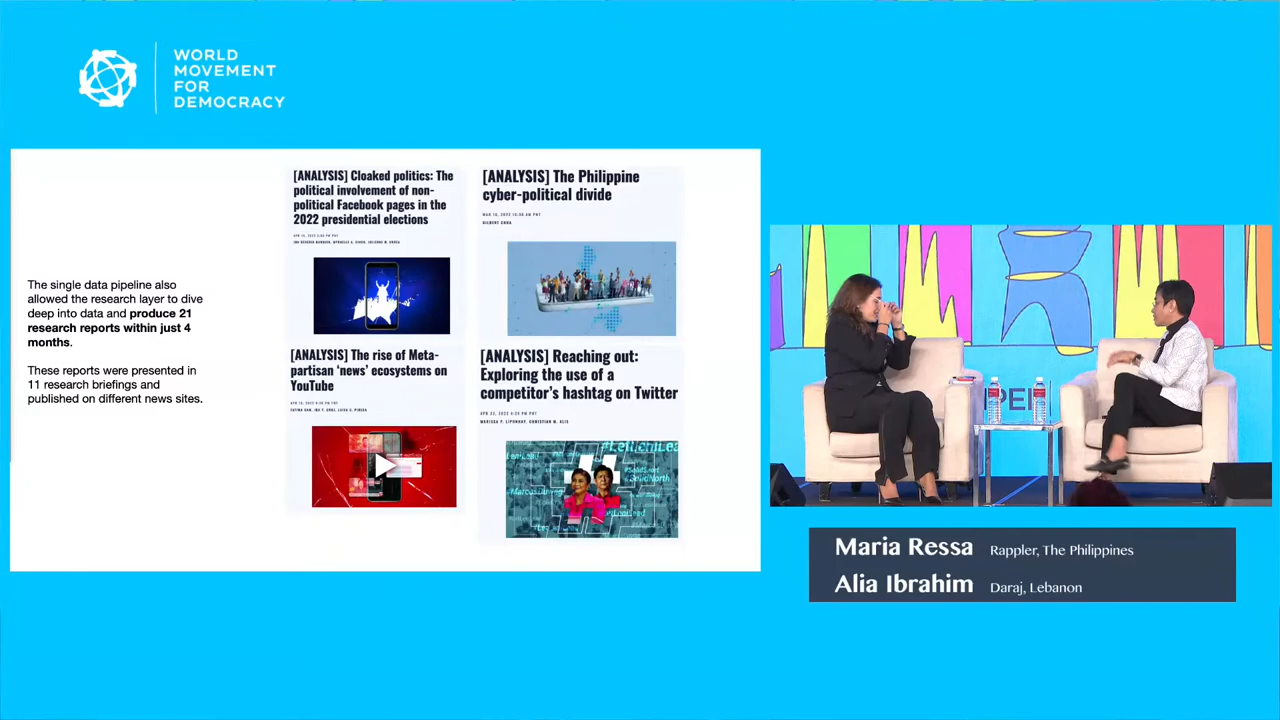 WORLD
MOVEMENT
FOR
DEMOCRACY
The single data pipeline also
allowed the research layer to dive
deep into data and produce 21
research reports within just 4
months.
These reports were presented in
11 research briefings and
published on different news sites.
[ANALYSIS] Cloaked politics: The
political involvement of non-
political Facebook pages in the
2022 presidential elections
[ANALYSIS] The Philippine
cyber-political divide
[ANALYSIS] The rise of Meta-
partisan ‘news’ ecosystems on
YouTube
[ANALYSIS] Reaching out:
Exploring the use of a
competitor’s hashtag on Twitter
Maria Ressa Rappler, The Philippines
Alia Ibrahim Daraj, Lebanon